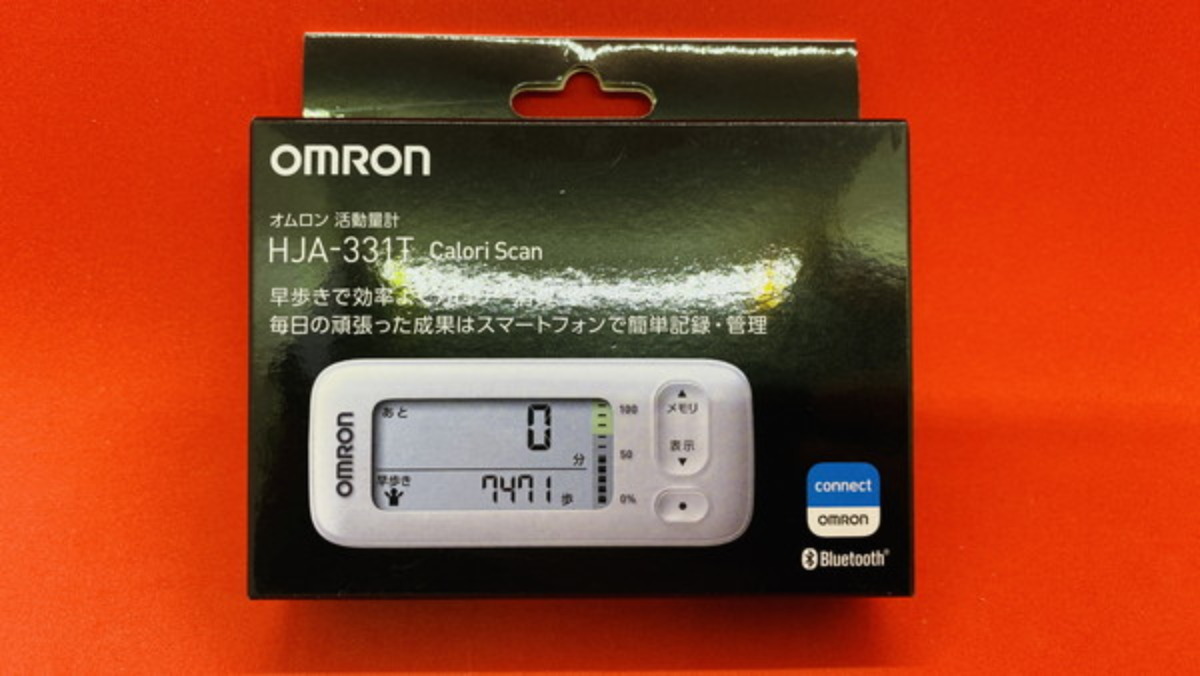 OMRON
オムロン 活動量計
HJA-331T Calori Scan
早歩きで効率よく
毎日の頑張った成果はスマートフォンで簡単記録・管理
OMRON
あと
0
分
早歩き
7471 歩
100
50
0%
▲
メモリ
表示
▼
connect
OMRON
Bluetooth®